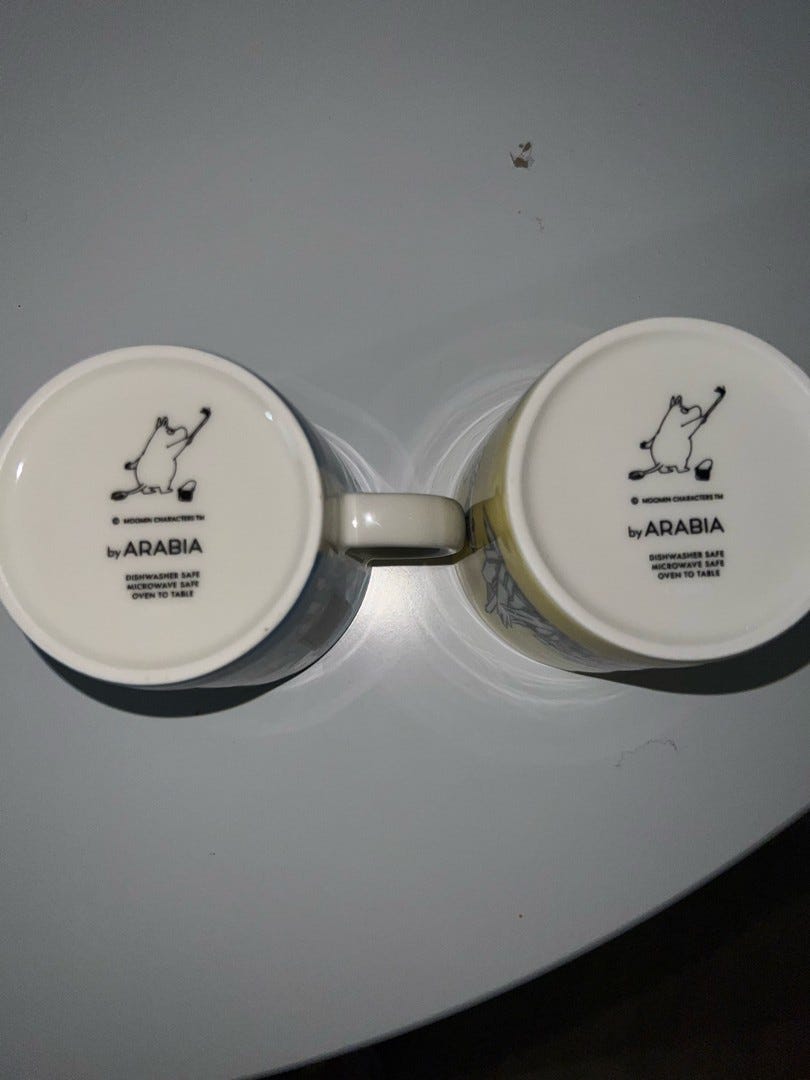 © MOOMIN CHARACTERS TM
by ARABIA
DISHWASHER SAFE
MICROWAVE SAFE
OVEN TO TABLE
© MOOMIN CHARACTERS TM
by ARABIA
DISHWASHER SAFE
MICROWAVE SAFE
OVEN TO TABLE